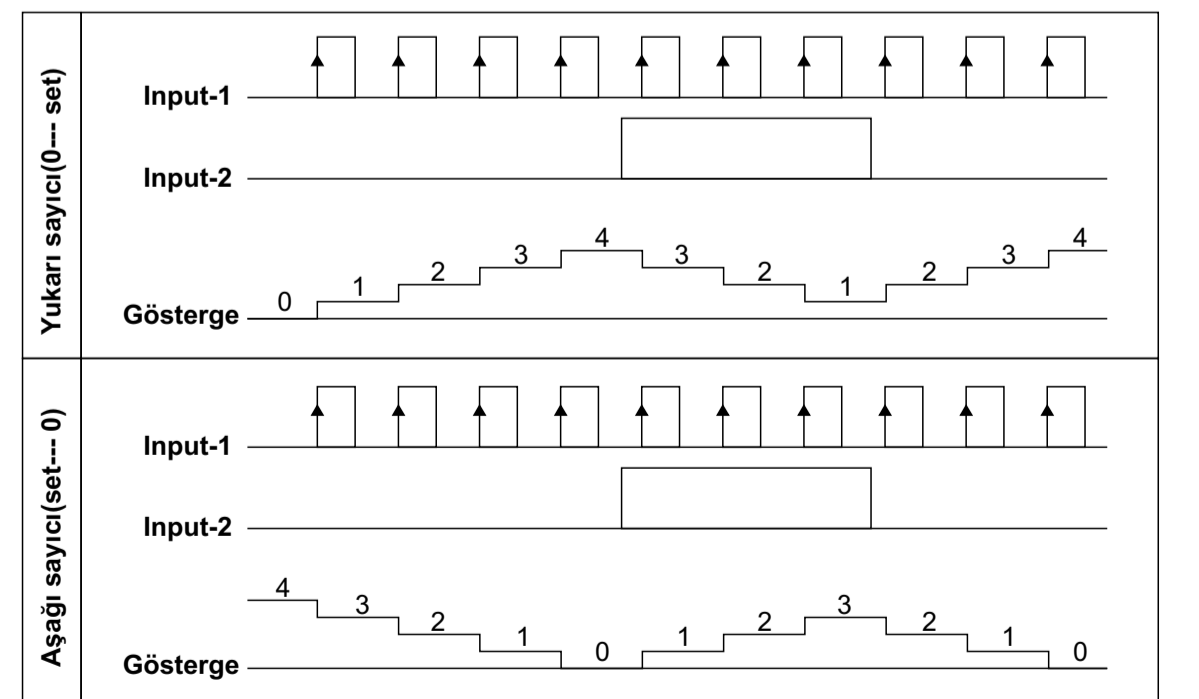 Yukarı sayıcı(0--- set)
Input-1
Input-2
0 1 2 3 4 3 2 1 2 3 4
Gösterge
Aşağı sayıcı(set--- 0)
Input-1
Input-2
4 3 2 1 0 1 2 3 2 1 0
Gösterge